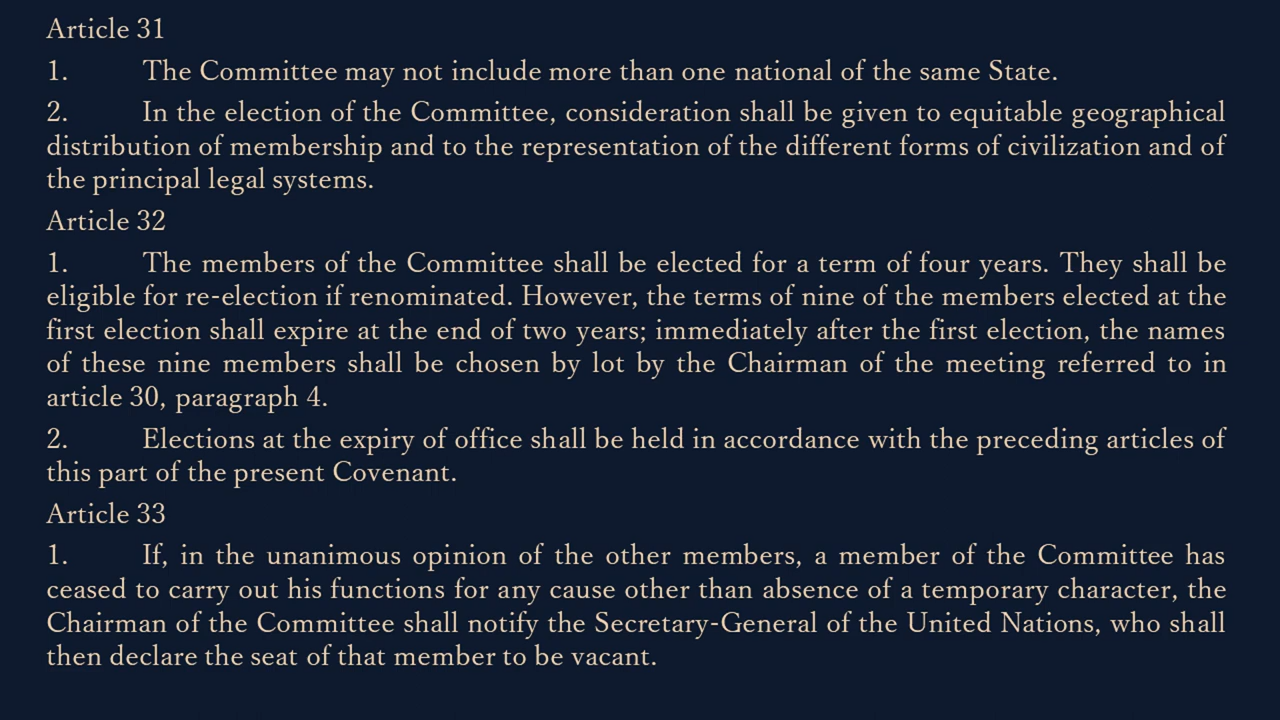 Article 31
1. The Committee may not include more than one national of the same State.
2. In the election of the Committee, consideration shall be given to equitable geographical
distribution of membership and to the representation of the different forms of civilization and of
the principal legal systems.
Article 32
1. The members of the Committee shall be elected for a term of four years. They shall be
eligible for re-election if renominated. However, the terms of nine of the members elected at the
first election shall expire at the end of two years; immediately after the first election, the names
of these nine members shall be chosen by lot by the Chairman of the meeting referred to in
article 30, paragraph 4.
2. Elections at the expiry of office shall be held in accordance with the preceding articles of
this part of the present Covenant.
Article 33
1. If, in the unanimous opinion of the other members, a member of the Committee has
ceased to carry out his functions for any cause other than absence of a temporary character, the
Chairman of the Committee shall notify the Secretary-General of the United Nations, who shall
then declare the seat of that member to be vacant.